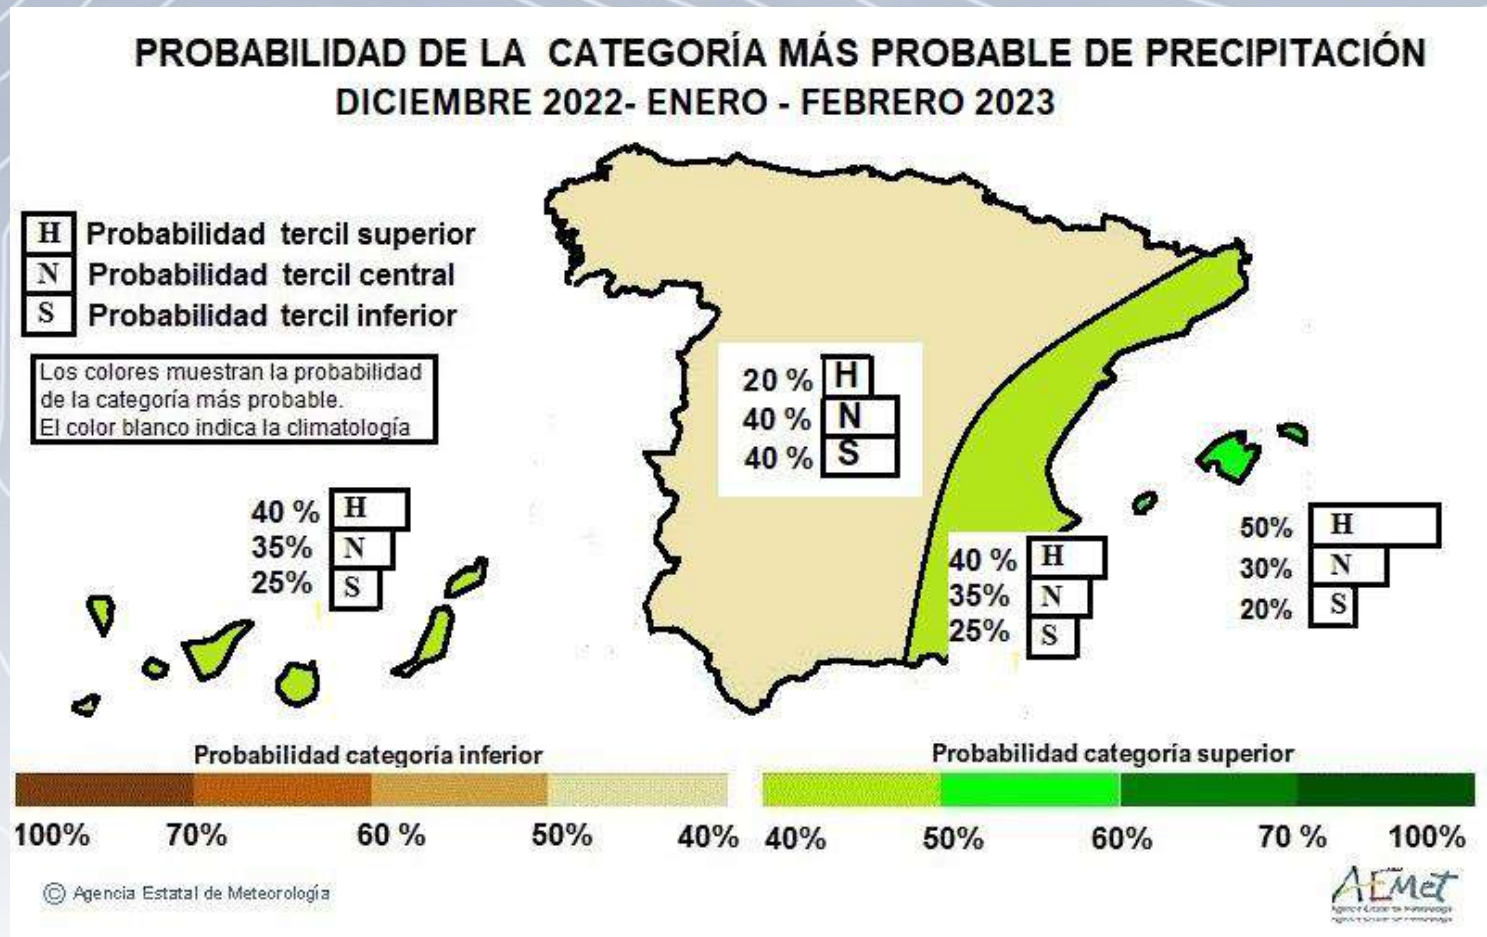 PROBABILIDAD DE LA CATEGORÍA MÁS PROBABLE DE PRECIPITACIÓN
DICIEMBRE 2022- ENERO - FEBRERO 2023
H Probabilidad tercil superior
N Probabilidad tercil central
S Probabilidad tercil inferior
Los colores muestran la probabilidad
de la categoría más probable.
El color blanco indica la climatología
20 % H
40 % N
40 % S
40 % H
35% N
25% S
40 % H
35% N
25% S
50% H
30% N
20% S
Probabilidad categoría inferior
100% 70% 60 % 50% 40%
Probabilidad categoría superior
40% 50% 60% 70 % 100%
© Agencia Estatal de Meteorología
AEMet